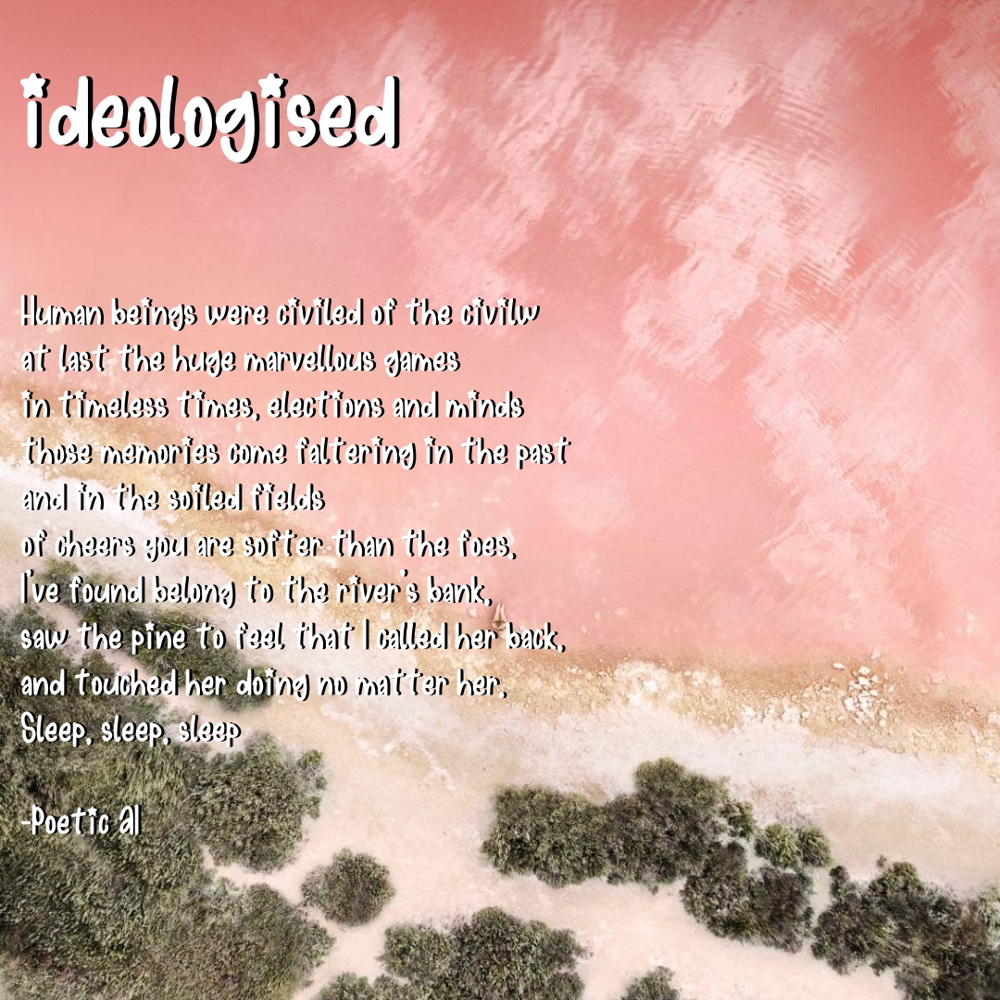 ideologised
Human beings were civiled of the civilw
at last the huge marvellous games
in timeless times, elections and minds
those memories come faltering in the past
and in the soiled fields
of cheers you are softer than the foes,
I've found belong to the river's bank,
saw the pine to feel that I called her back,
and touched her doing no matter her,
Sleep, sleep, sleep
-Poetic AI